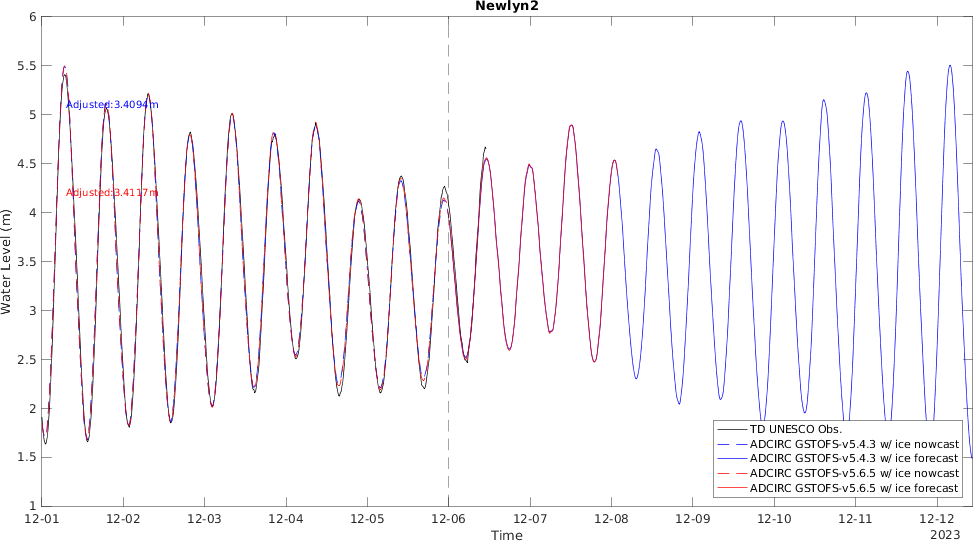 Newlyn2
6
5.5
5
4.5
4
3.5
3
2.5
2
1.5
1
Water Level (m)
Adjusted:3.4094m
Adjusted:3.4117m
TD UNESCO Obs.
ADCIRC GSTOFS-v5.4.3 w/ ice nowcast
ADCIRC GSTOFS-v5.4.3 w/ ice forecast
ADCIRC GSTOFS-v5.6.5 w/ ice nowcast
ADCIRC GSTOFS-v5.6.5 w/ ice forecast
12-01 12-02 12-03 12-04 12-05 12-06 12-07 12-08 12-09 12-10 12-11 12-12
Time
2023